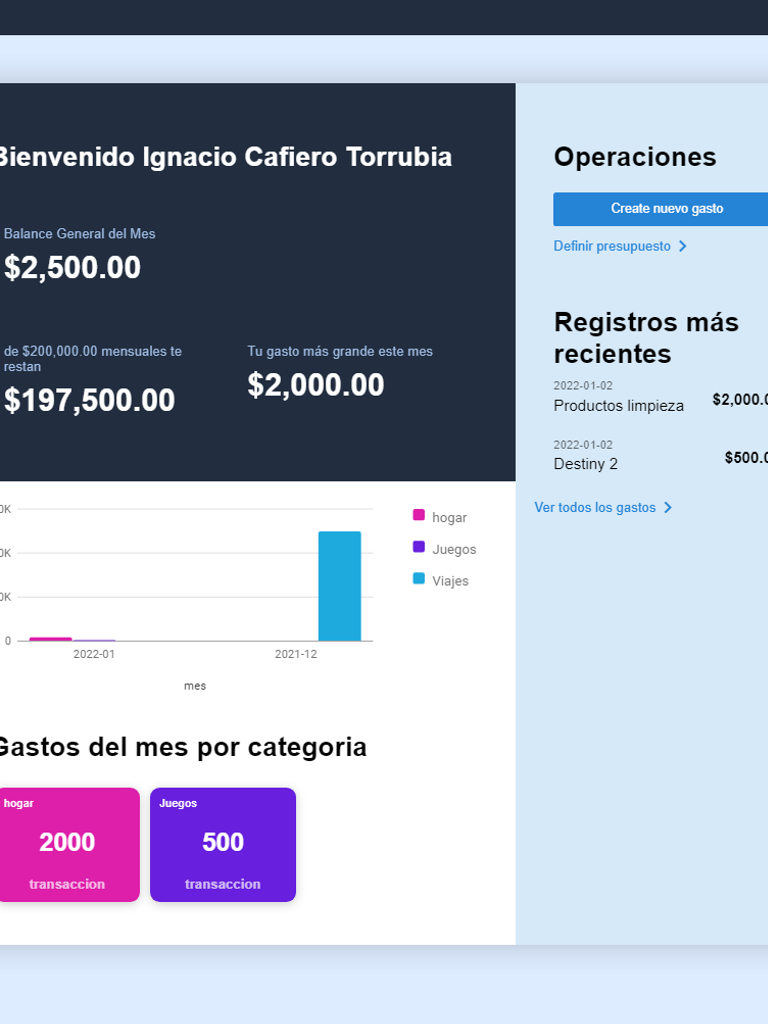 Bienvenido Ignacio Cafiero Torrubia
Balance General del Mes
$2,500.00
de $200,000.00 mensuales te
restan
$197,500.00
Tu gasto más grande este mes
$2,000.00
0K
0K
0K
0
2022-01
2021-12
mes
hogar
Juegos
Viajes
Gastos del mes por categoria
hogar
2000
transaccion
Juegos
500
transaccion
Operaciones
Create nuevo gasto
Definir presupuesto
Registros más
recientes
2022-01-02
Productos limpieza
$2,000.0
2022-01-02
Destiny 2
$500.0
Ver todos los gastos